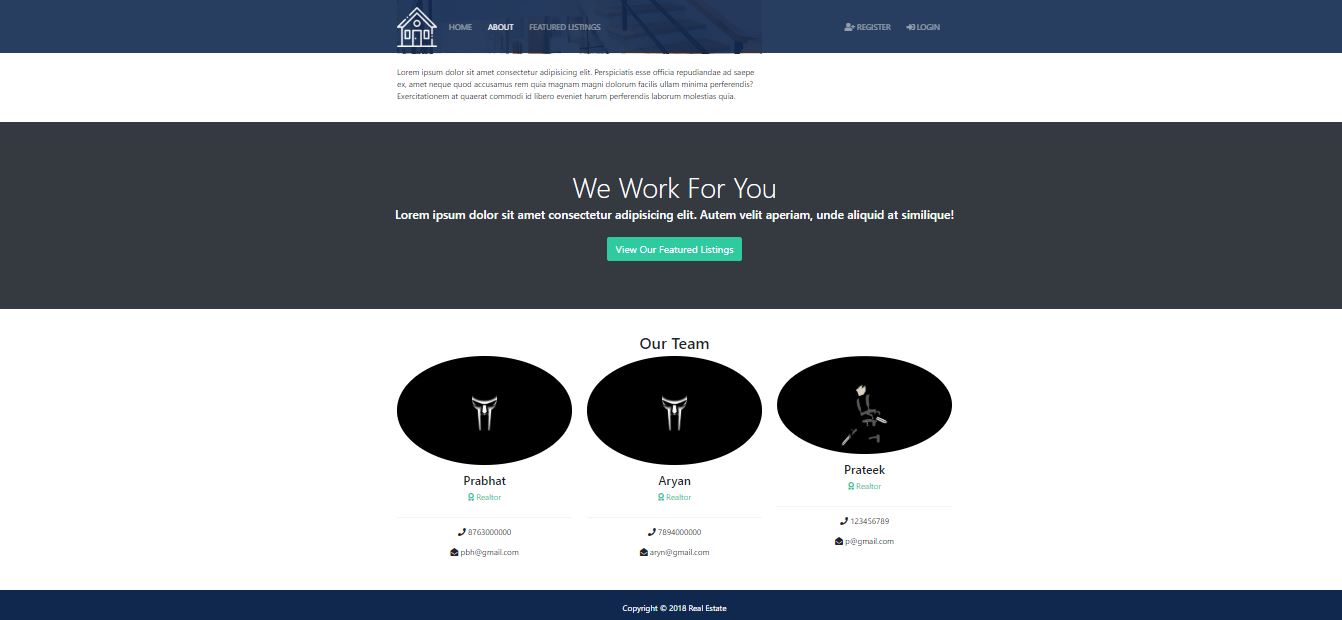 HOME ABOUT FEATURED LISTINGS REGISTER LOGIN
Lorem ipsum dolor sit amet consectetur adipisicing elit. Perspiciatis esse officia repudiandae ad saepe
ex, amet neque quod accusamus rem quia magnam magni dolorum facilis ullam minima perferendis?
Exercitationem at quaerat commodi id libero eveniet harum perferendis laborum molestias quia.
We Work For You
Lorem ipsum dolor sit amet consectetur adipisicing elit. Autem velit aperiam, unde aliquid at similique!
View Our Featured Listings
Our Team
Prabhat
Realtor
8763000000
pbh@gmail.com
Aryan
Realtor
7894000000
aryn@gmail.com
Prateek
Realtor
123456789
p@gmail.com
Copyright © 2018 Real Estate